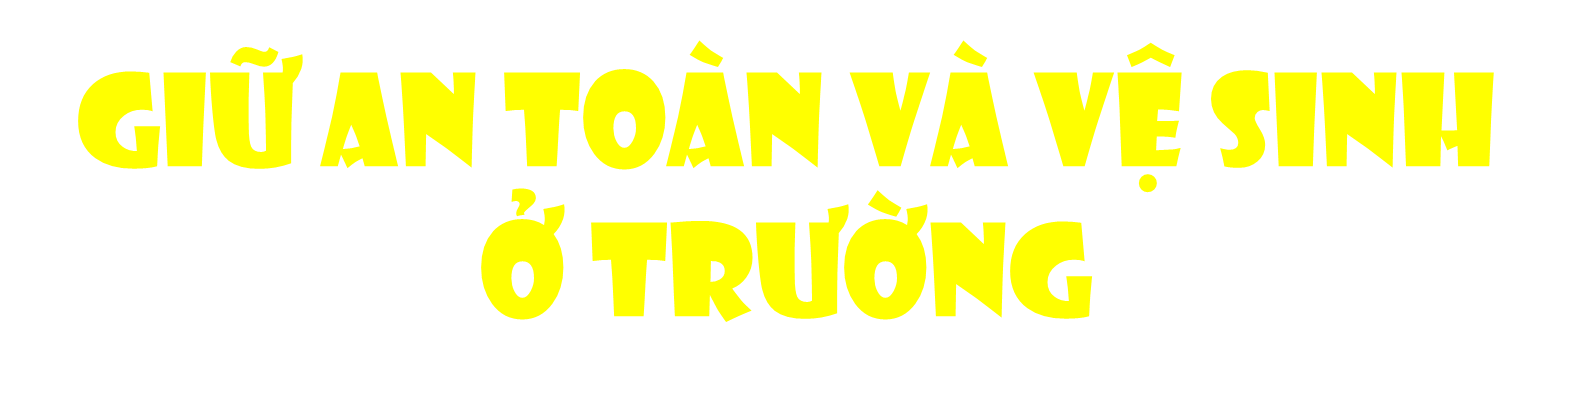 GIỮ AN TOÀN VÀ VỆ SINH
Ở TRƯỜNG